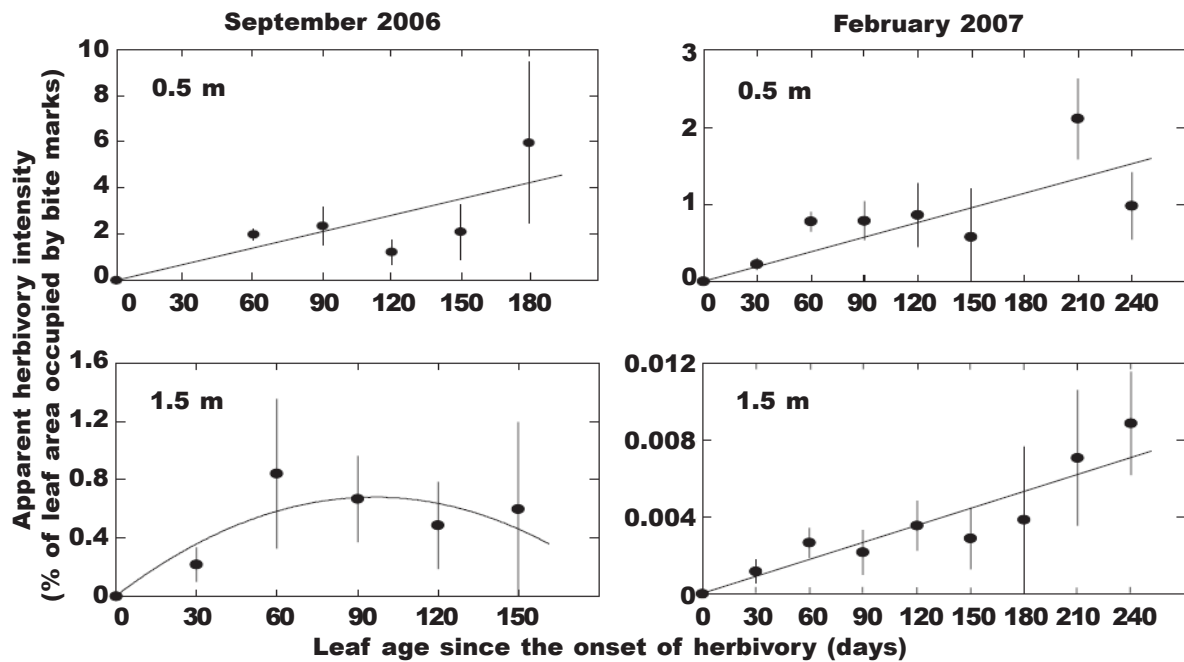 September 2006
February 2007
Apparent herbivory intensity
(% of leaf area occupied by bite marks)
10
8
6
4
2
0
0.5 m
0 30 60 90 120 150 180
3
2
1
0
0.5 m
0 30 60 90 120 150 180 210 240
1.6
1.2
0.8
0.4
0
1.5 m
0 30 60 90 120 150
0.012
0.008
0.004
0
1.5 m
0 30 60 90 120 150 180 210 240
Leaf age since the onset of herbivory (days)